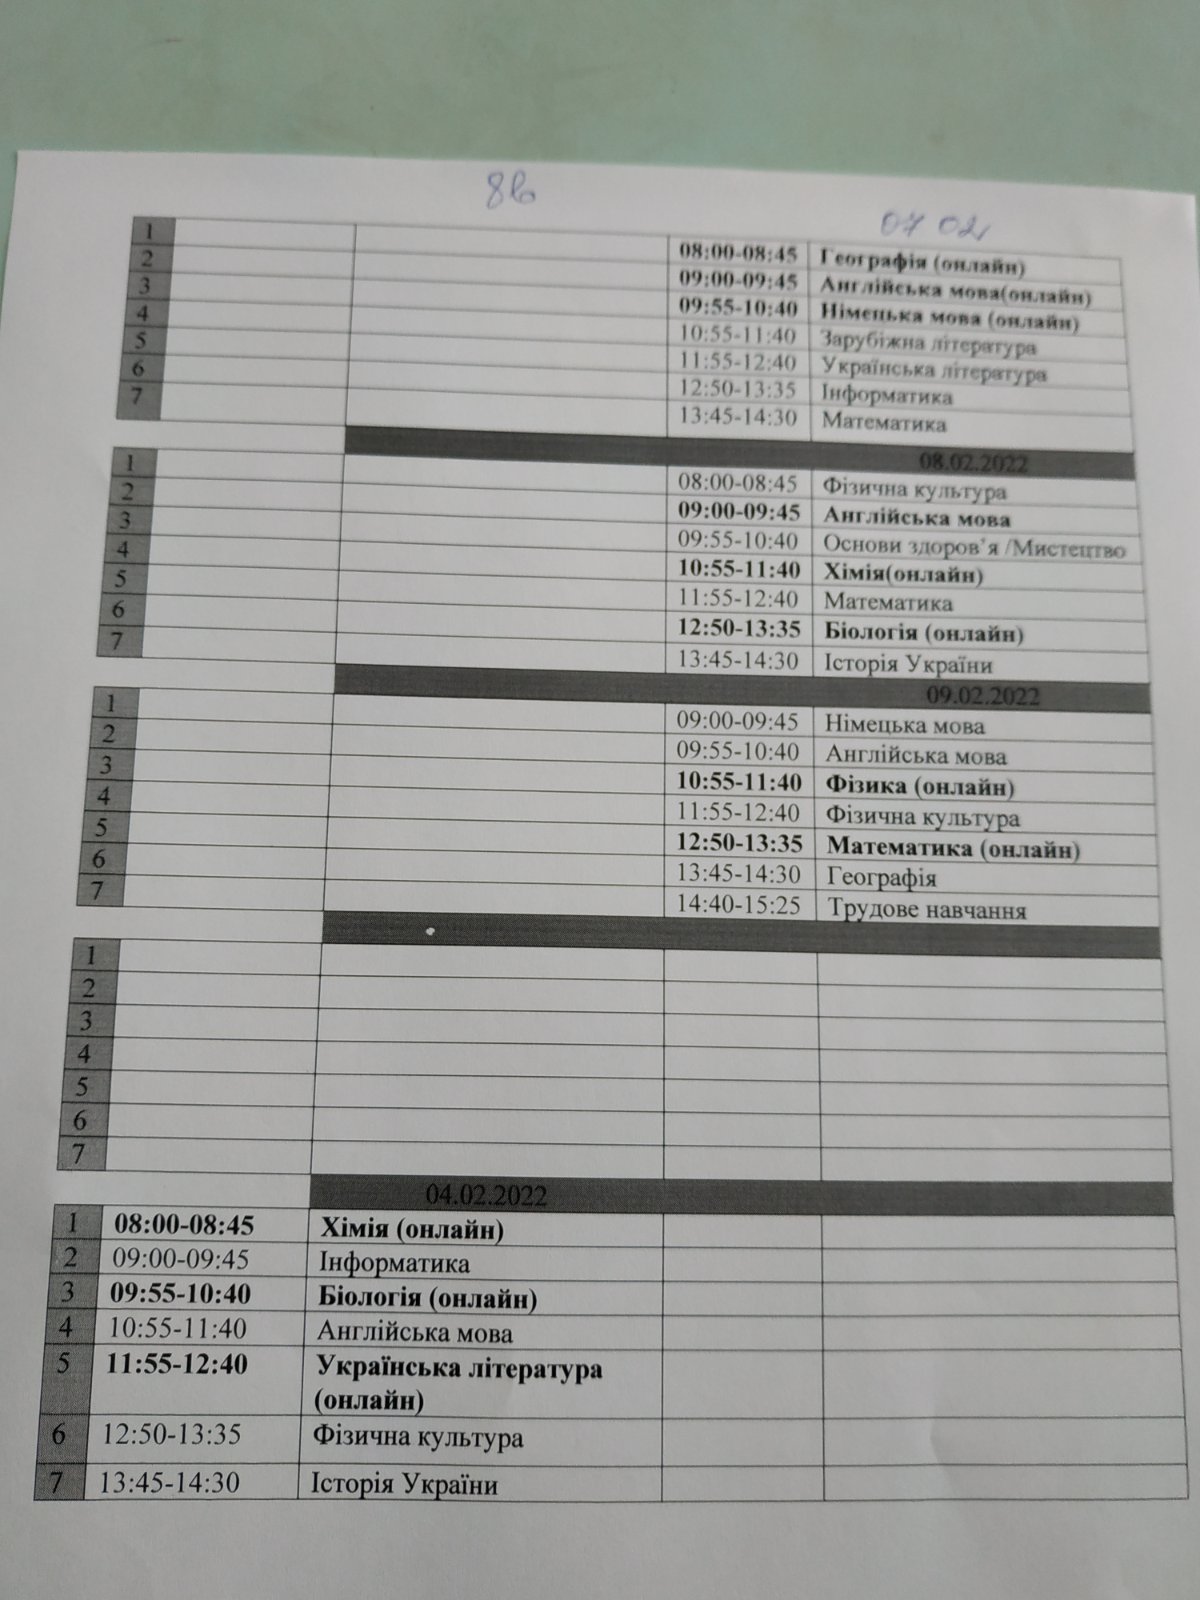 8в
07 02
1 08:00-08:45 Географія (онлайн)
2 09:00-09:45 Англійська мова(онлайн)
3 09:55-10:40 Німецька мова (онлайн)
4 10:55-11:40 Зарубіжна література
5 11:55-12:40 Українська література
6 12:50-13:35 Інформатика
7 13:45-14:30 Математика
08.02.2022
1 08:00-08:45 Фізична культура
2 09:00-09:45 Англійська мова
3 09:55-10:40 Основи здоров’я /Мистецтво
4 10:55-11:40 Хімія(онлайн)
5 11:55-12:40 Математика
6 12:50-13:35 Біологія (онлайн)
7 13:45-14:30 Історія України
09.02.2022
1 09:00-09:45 Німецька мова
2 09:55-10:40 Англійська мова
3 10:55-11:40 Фізика (онлайн)
4 11:55-12:40 Фізична культура
5 12:50-13:35 Математика (онлайн)
6 13:45-14:30 Географія
7 14:40-15:25 Трудове навчання
1
2
3
4
5
6
7
04.02.2022
1 08:00-08:45 Хімія (онлайн)
2 09:00-09:45 Інформатика
3 09:55-10:40 Біологія (онлайн)
4 10:55-11:40 Англійська мова
5 11:55-12:40 Українська література
(онлайн)
6 12:50-13:35 Фізична культура
7 13:45-14:30 Історія України